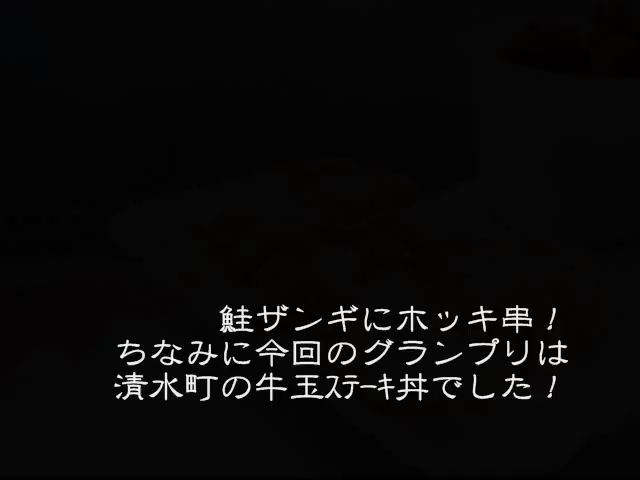 鮭ザンギにホッキ串！
ちなみに今回のグランプリは
清水町の牛玉ｽﾃｰｷ丼でした！